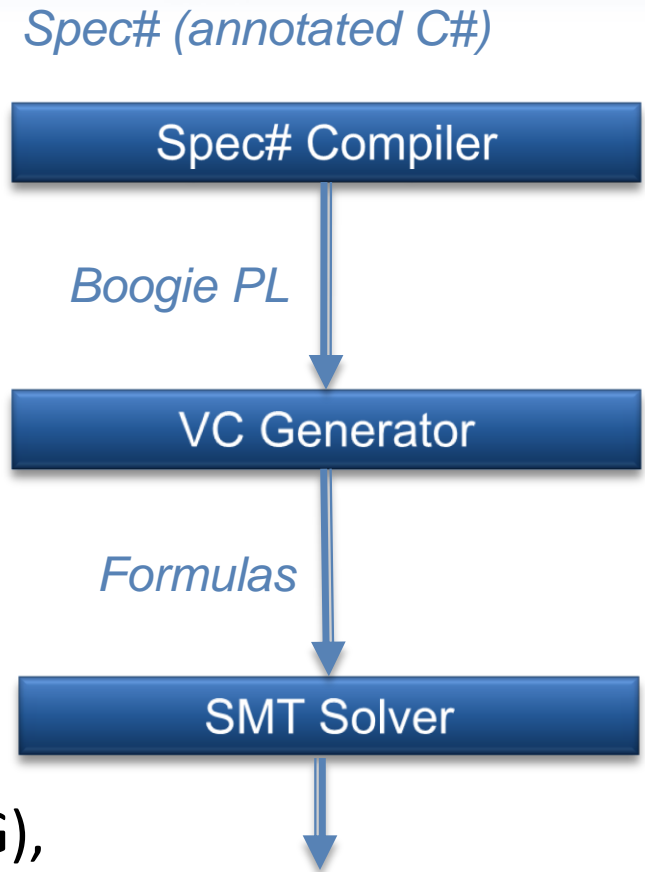 Spec# (annotated C#)
Spec# Compiler
Boogie PL
VC Generator
Formulas
SMT Solver
),